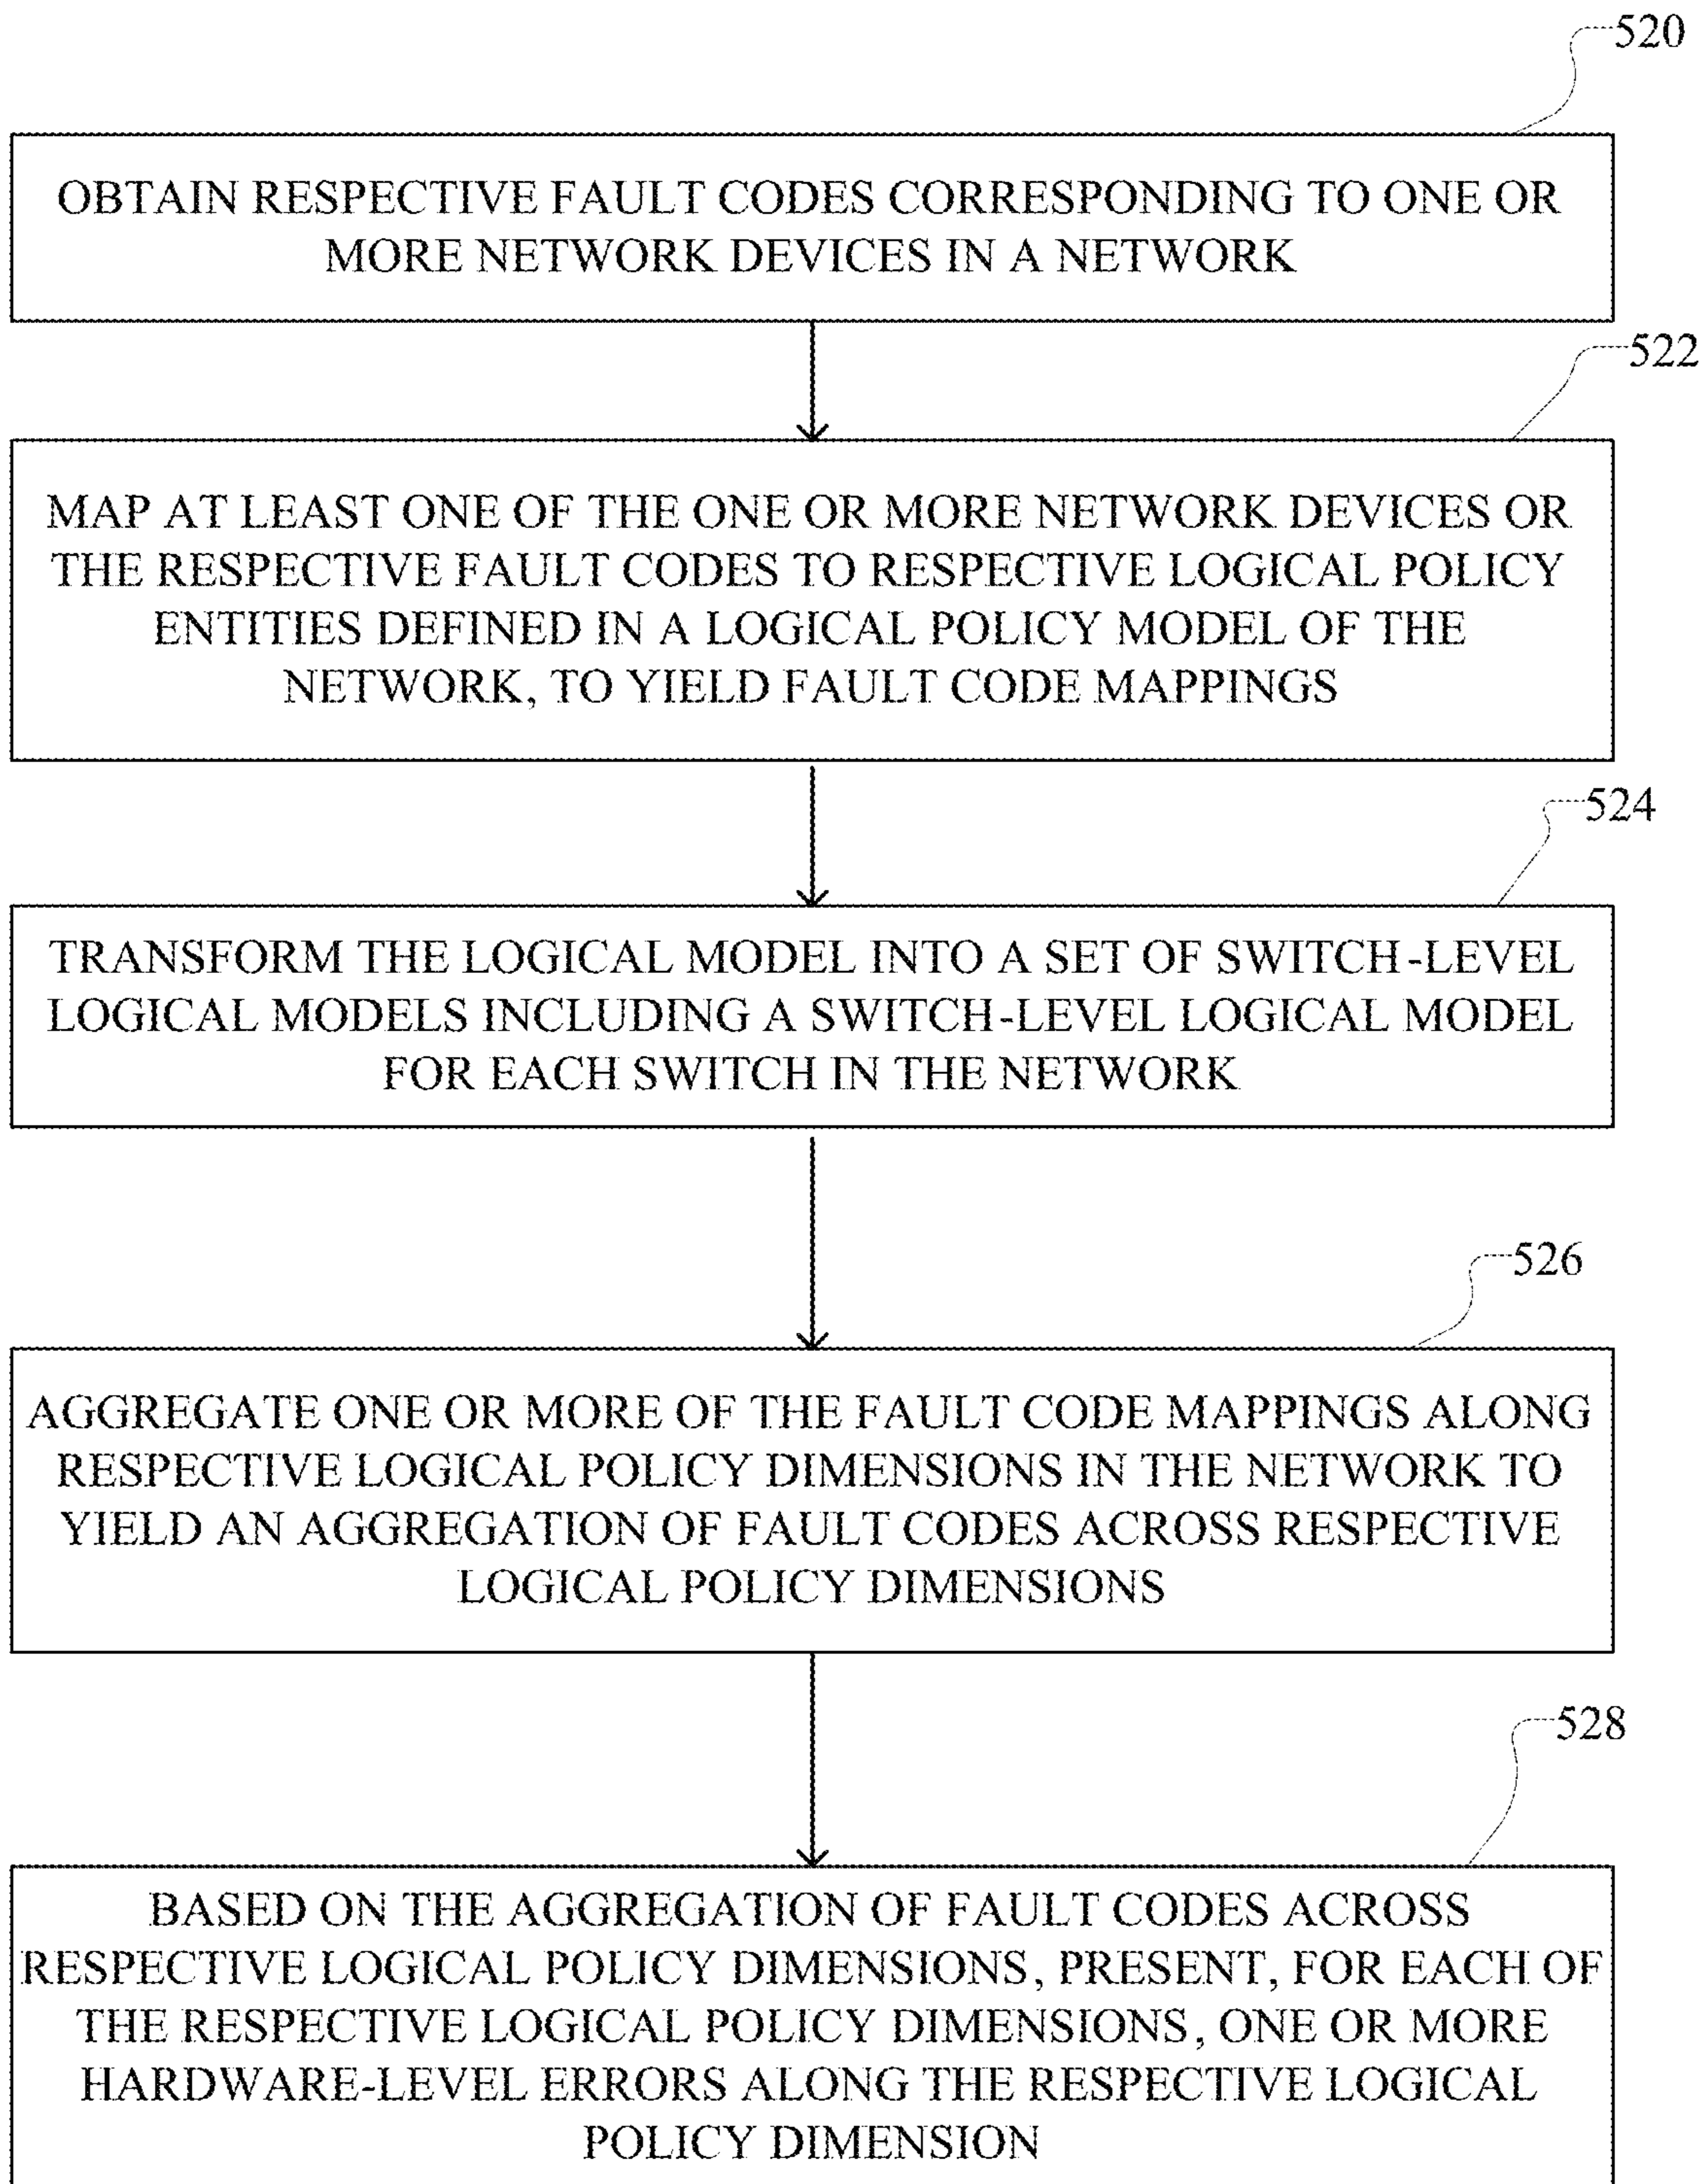 520
OBTAIN RESPECTIVE FAULT CODES CORRESPONDING TO ONE OR
MORE NETWORK DEVICES IN A NETWORK
522
MAP AT LEAST ONE OF THE ONE OR MORE NETWORK DEVICES OR
THE RESPECTIVE FAULT CODES TO RESPECTIVE LOGICAL POLICY
ENTITIES DEFINED IN A LOGICAL POLICY MODEL OF THE
NETWORK, TO YIELD FAULT CODE MAPPINGS
524
TRANSFORM THE LOGICAL MODEL INTO A SET OF SWITCH-LEVEL
LOGICAL MODELS INCLUDING A SWITCH-LEVEL LOGICAL MODEL
FOR EACH SWITCH IN THE NETWORK
526
AGGREGATE ONE OR MORE OF THE FAULT CODE MAPPINGS ALONG
RESPECTIVE LOGICAL POLICY DIMENSIONS IN THE NETWORK TO
YIELD AN AGGREGATION OF FAULT CODES ACROSS RESPECTIVE
LOGICAL POLICY DIMENSIONS
528
BASED ON THE AGGREGATION OF FAULT CODES ACROSS
RESPECTIVE LOGICAL POLICY DIMENSIONS, PRESENT, FOR EACH OF
THE RESPECTIVE LOGICAL POLICY DIMENSIONS, ONE OR MORE
HARDWARE-LEVEL ERRORS ALONG THE RESPECTIVE LOGICAL
POLICY DIMENSION